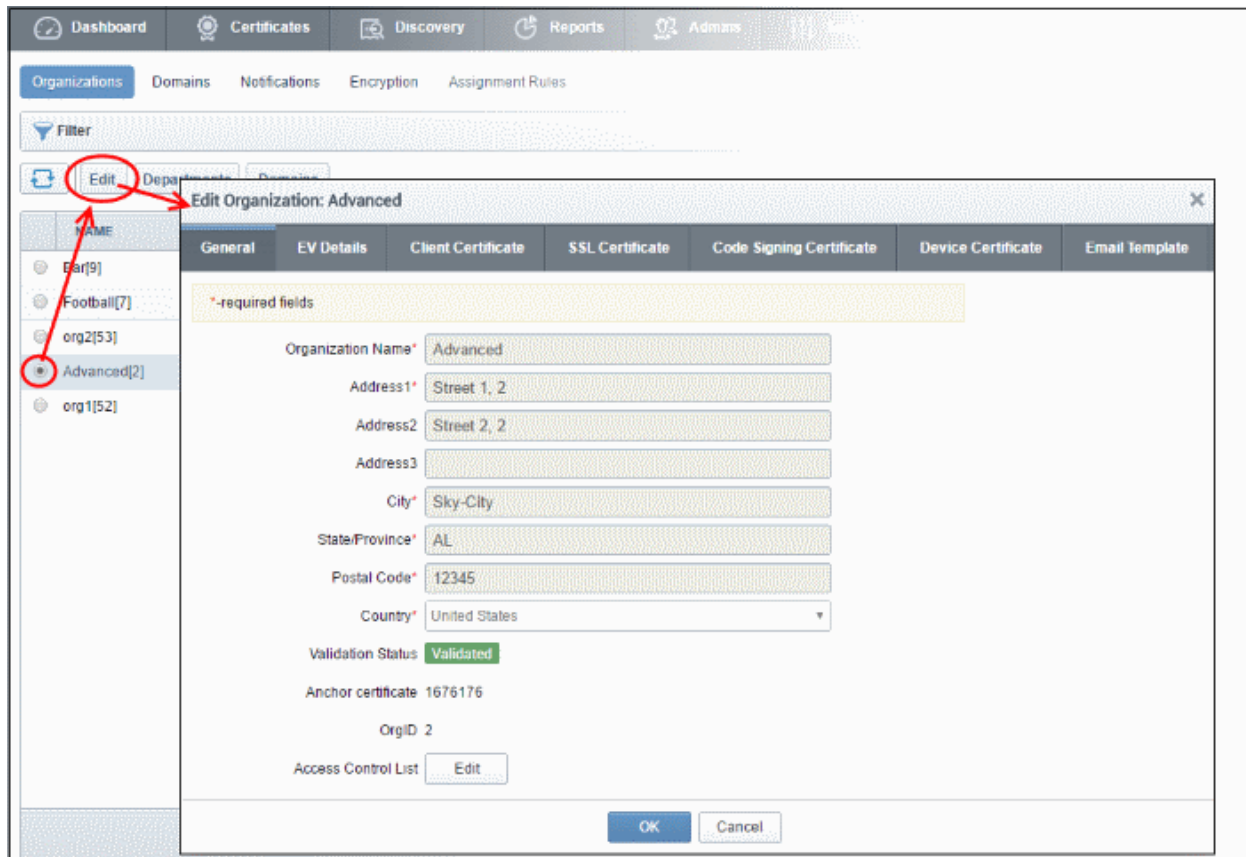 Dashboard Certificates Discovery Reports Admins
Organizations Domains Notifications Encryption Assignment Rules
Filter
Edit Departments Domains
Edit Organization: Advanced
NAME
General EV Details Client Certificate SSL Certificate Code Signing Certificate Device Certificate Email Template
Bar[9]
Football[7]
*-required fields
org2[53]
Organization Name* Advanced
Advanced[2]
Address1* Street 1, 2
org1[52]
Address2 Street 2, 2
Address3
City* Sky-City
State/Province* AL
Postal Code* 12345
Country* United States
Validation Status Validated
Anchor certificate 1676176
OrgID 2
Access Control List Edit
OK Cancel